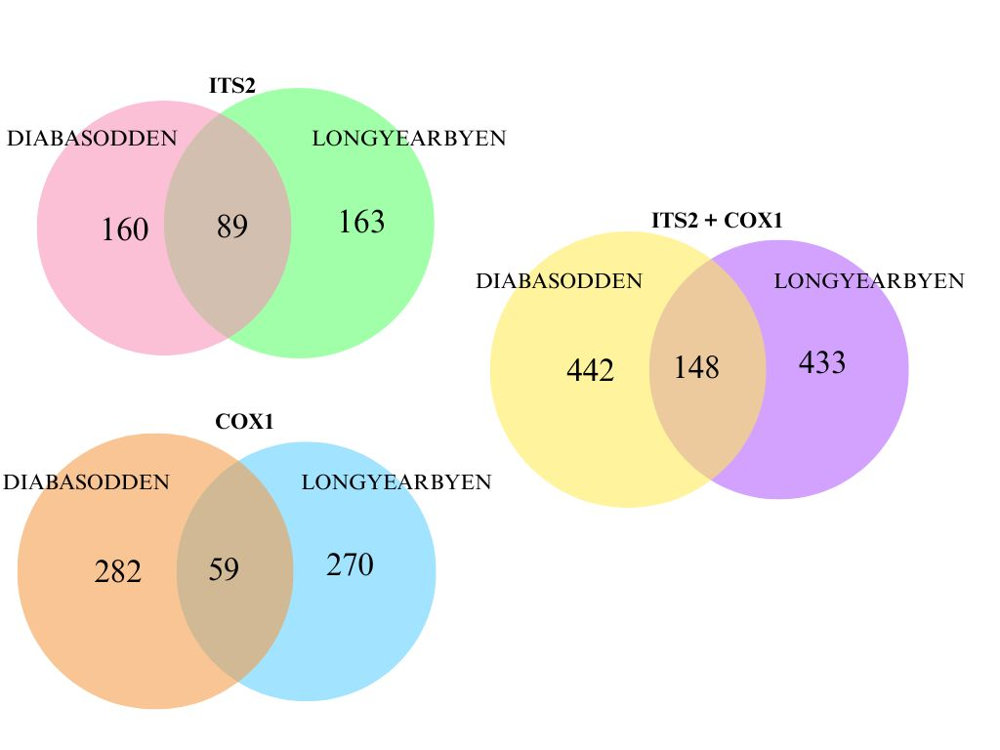 ITS2
DIABASODDEN
LONGYEARBYEN
160
89
163
ITS2 + COX1
DIABASODDEN
LONGYEARBYEN
442
148
433
COX1
DIABASODDEN
LONGYEARBYEN
282
59
270